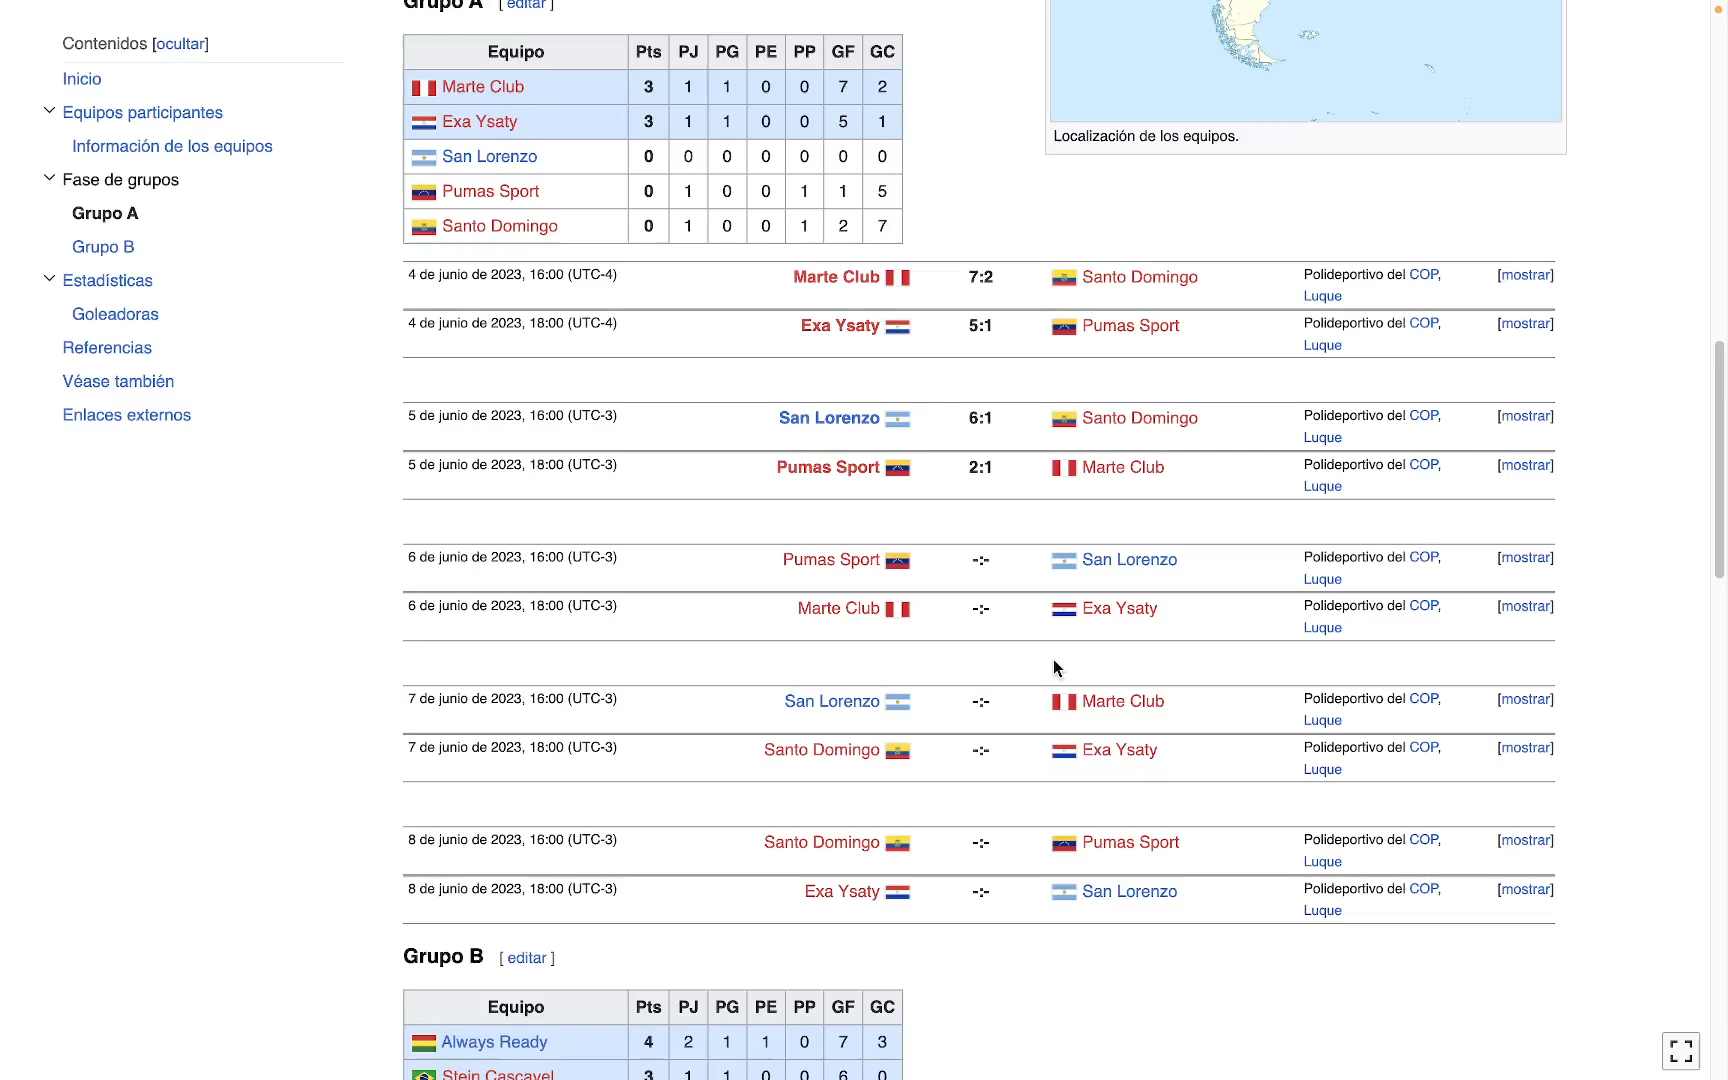 Grupo A [ editar ]
Contenidos [ocultar]
Inicio
Equipos participantes
Información de los equipos
Fase de grupos
Grupo A
Grupo B
Estadísticas
Goleadoras
Referencias
Véase también
Enlaces externos
Equipo Pts PJ PG PE PP GF GC
Marte Club 3 1 1 0 0 7 2
Exa Ysaty 3 1 1 0 0 5 1
San Lorenzo 0 0 0 0 0 0 0
Pumas Sport 0 1 0 0 1 1 5
Santo Domingo 0 1 0 0 1 2 7
Localización de los equipos.
4 de junio de 2023, 16:00 (UTC-4) Marte Club 7:2 Santo Domingo Polideportivo del COP, [mostrar]
Luque
4 de junio de 2023, 18:00 (UTC-4) Exa Ysaty 5:1 Pumas Sport Polideportivo del COP, [mostrar]
Luque
5 de junio de 2023, 16:00 (UTC-3) San Lorenzo 6:1 Santo Domingo Polideportivo del COP, [mostrar]
Luque
5 de junio de 2023, 18:00 (UTC-3) Pumas Sport 2:1 Marte Club Polideportivo del COP, [mostrar]
Luque
6 de junio de 2023, 16:00 (UTC-3) Pumas Sport -:- San Lorenzo Polideportivo del COP, [mostrar]
Luque
6 de junio de 2023, 18:00 (UTC-3) Marte Club -:- Exa Ysaty Polideportivo del COP, [mostrar]
Luque
7 de junio de 2023, 16:00 (UTC-3) San Lorenzo -:- Marte Club Polideportivo del COP, [mostrar]
Luque
7 de junio de 2023, 18:00 (UTC-3) Santo Domingo -:- Exa Ysaty Polideportivo del COP, [mostrar]
Luque
8 de junio de 2023, 16:00 (UTC-3) Santo Domingo -:- Pumas Sport Polideportivo del COP, [mostrar]
Luque
8 de junio de 2023, 18:00 (UTC-3) Exa Ysaty -:- San Lorenzo Polideportivo del COP, [mostrar]
Luque
Grupo B [ editar ]
Equipo Pts PJ PG PE PP GF GC
Always Ready 4 2 1 1 0 7 3
Stein Cascavel 3 1 1 0 0 6 0